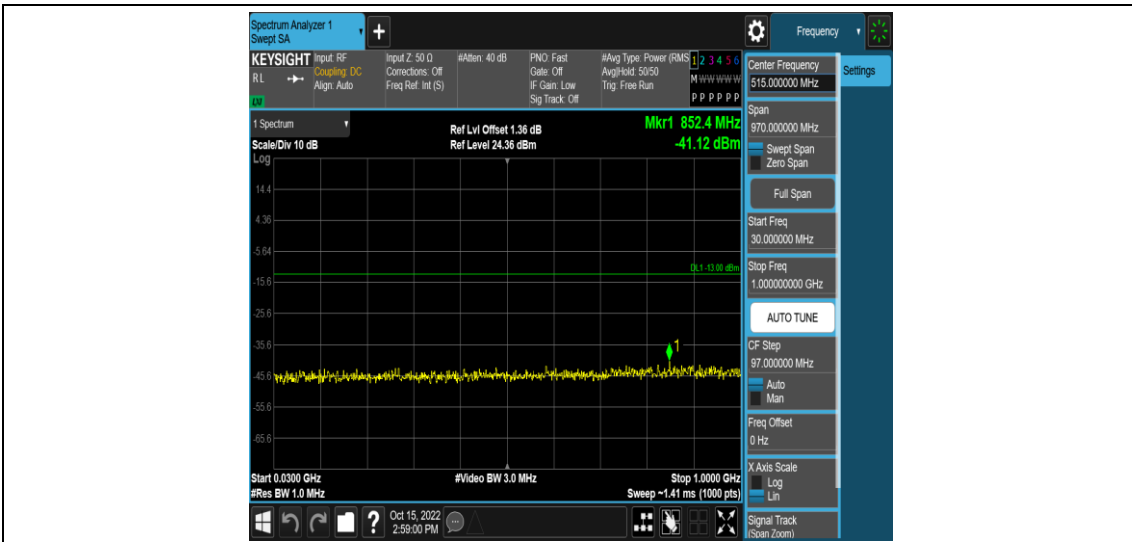 Spectrum Analyzer 1
Swept SA
+
Frequency
KEYSIGHT
RL
LXI
Input: RF
Coupling: DC
Align: Auto
Input Z: 50 Ω
Corrections: Off
Freq Ref: Int (S)
#Atten: 40 dB
PNO: Fast
Gate: Off
IF Gain: Low
Sig Track: Off
#Avg Type: Power (RMS
Avg|Hold: 50/50
Trig: Free Run
1 2 3 4 5 6
M W W W W W
P P P P P P
1 Spectrum
Scale/Div 10 dB
Log
Ref Lvl Offset 1.36 dB
Ref Level 24.36 dBm
Mkr1 852.4 MHz
-41.12 dBm
14.4
4.36
-5.64
DL1 -13.00 dBm
-15.6
-25.6
-35.6
1
-45.6
-55.6
-65.6
Start 0.0300 GHz
#Res BW 1.0 MHz
#Video BW 3.0 MHz
Stop 1.0000 GHz
Sweep ~1.41 ms (1000 pts)
?
Oct 15, 2022
2:59:00 PM
Center Frequency
515.000000 MHz
Settings
Span
970.000000 MHz
Swept Span
Zero Span
Full Span
Start Freq
30.000000 MHz
Stop Freq
1.000000000 GHz
AUTO TUNE
CF Step
97.000000 MHz
Auto
Man
Freq Offset
0 Hz
X Axis Scale
Log
Lin
Signal Track
(Span Zoom)